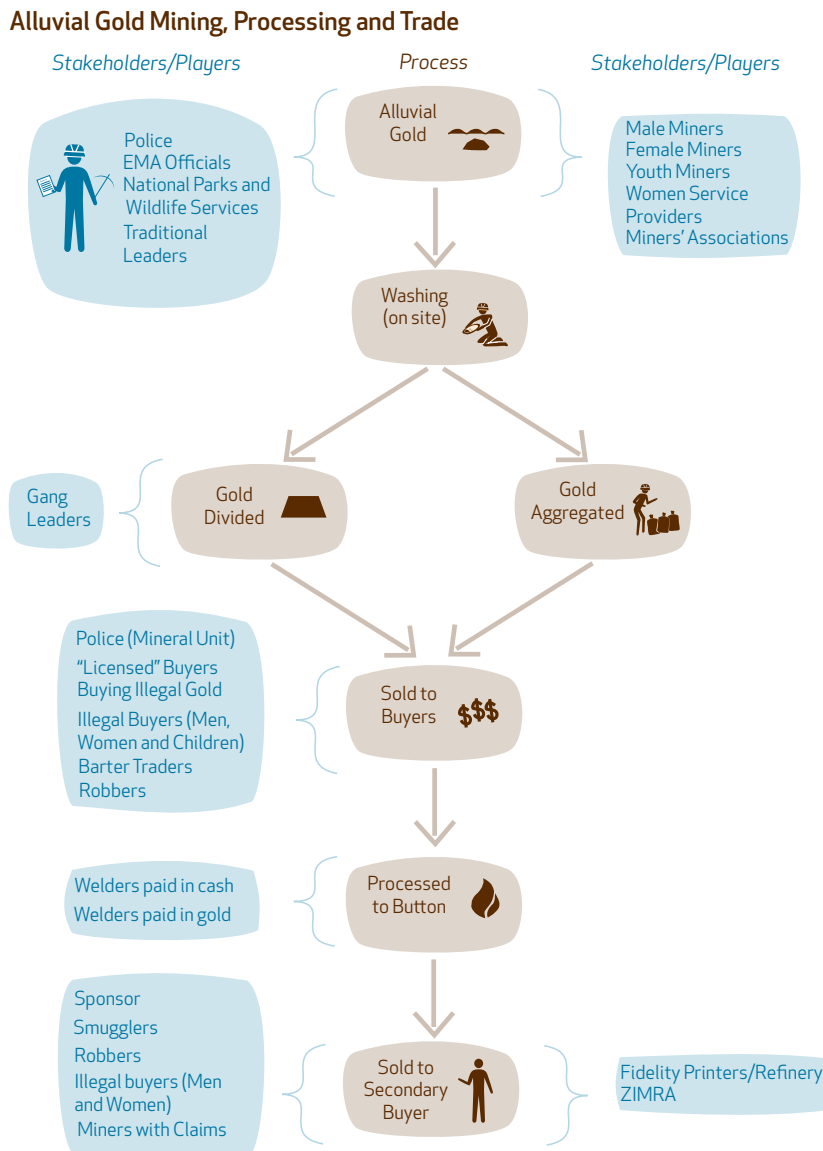 Alluvial Gold Mining, Processing and Trade
Stakeholders/Players
Process
Stakeholders/Players
Police
EMA Officials
National Parks and
Wildlife Services
Traditional
Leaders
Alluvial
Gold
Male Miners
Female Miners
Youth Miners
Women Service
Providers
Miners' Associations
Washing
(on site)
Gang
Leaders
Gold
Divided
Gold
Aggregated
Police (Mineral Unit)
“Licensed” Buyers
Buying Illegal Gold
Illegal Buyers (Men,
Women and Children)
Barter Traders
Robbers
Sold to
Buyers
$$$
Welders paid in cash
Welders paid in gold
Processed
to Button
Sponsor
Smugglers
Robbers
Illegal buyers (Men
and Women)
Miners with Claims
Sold to
Secondary
Buyer
Fidelity Printers/Refinery
ZIMRA